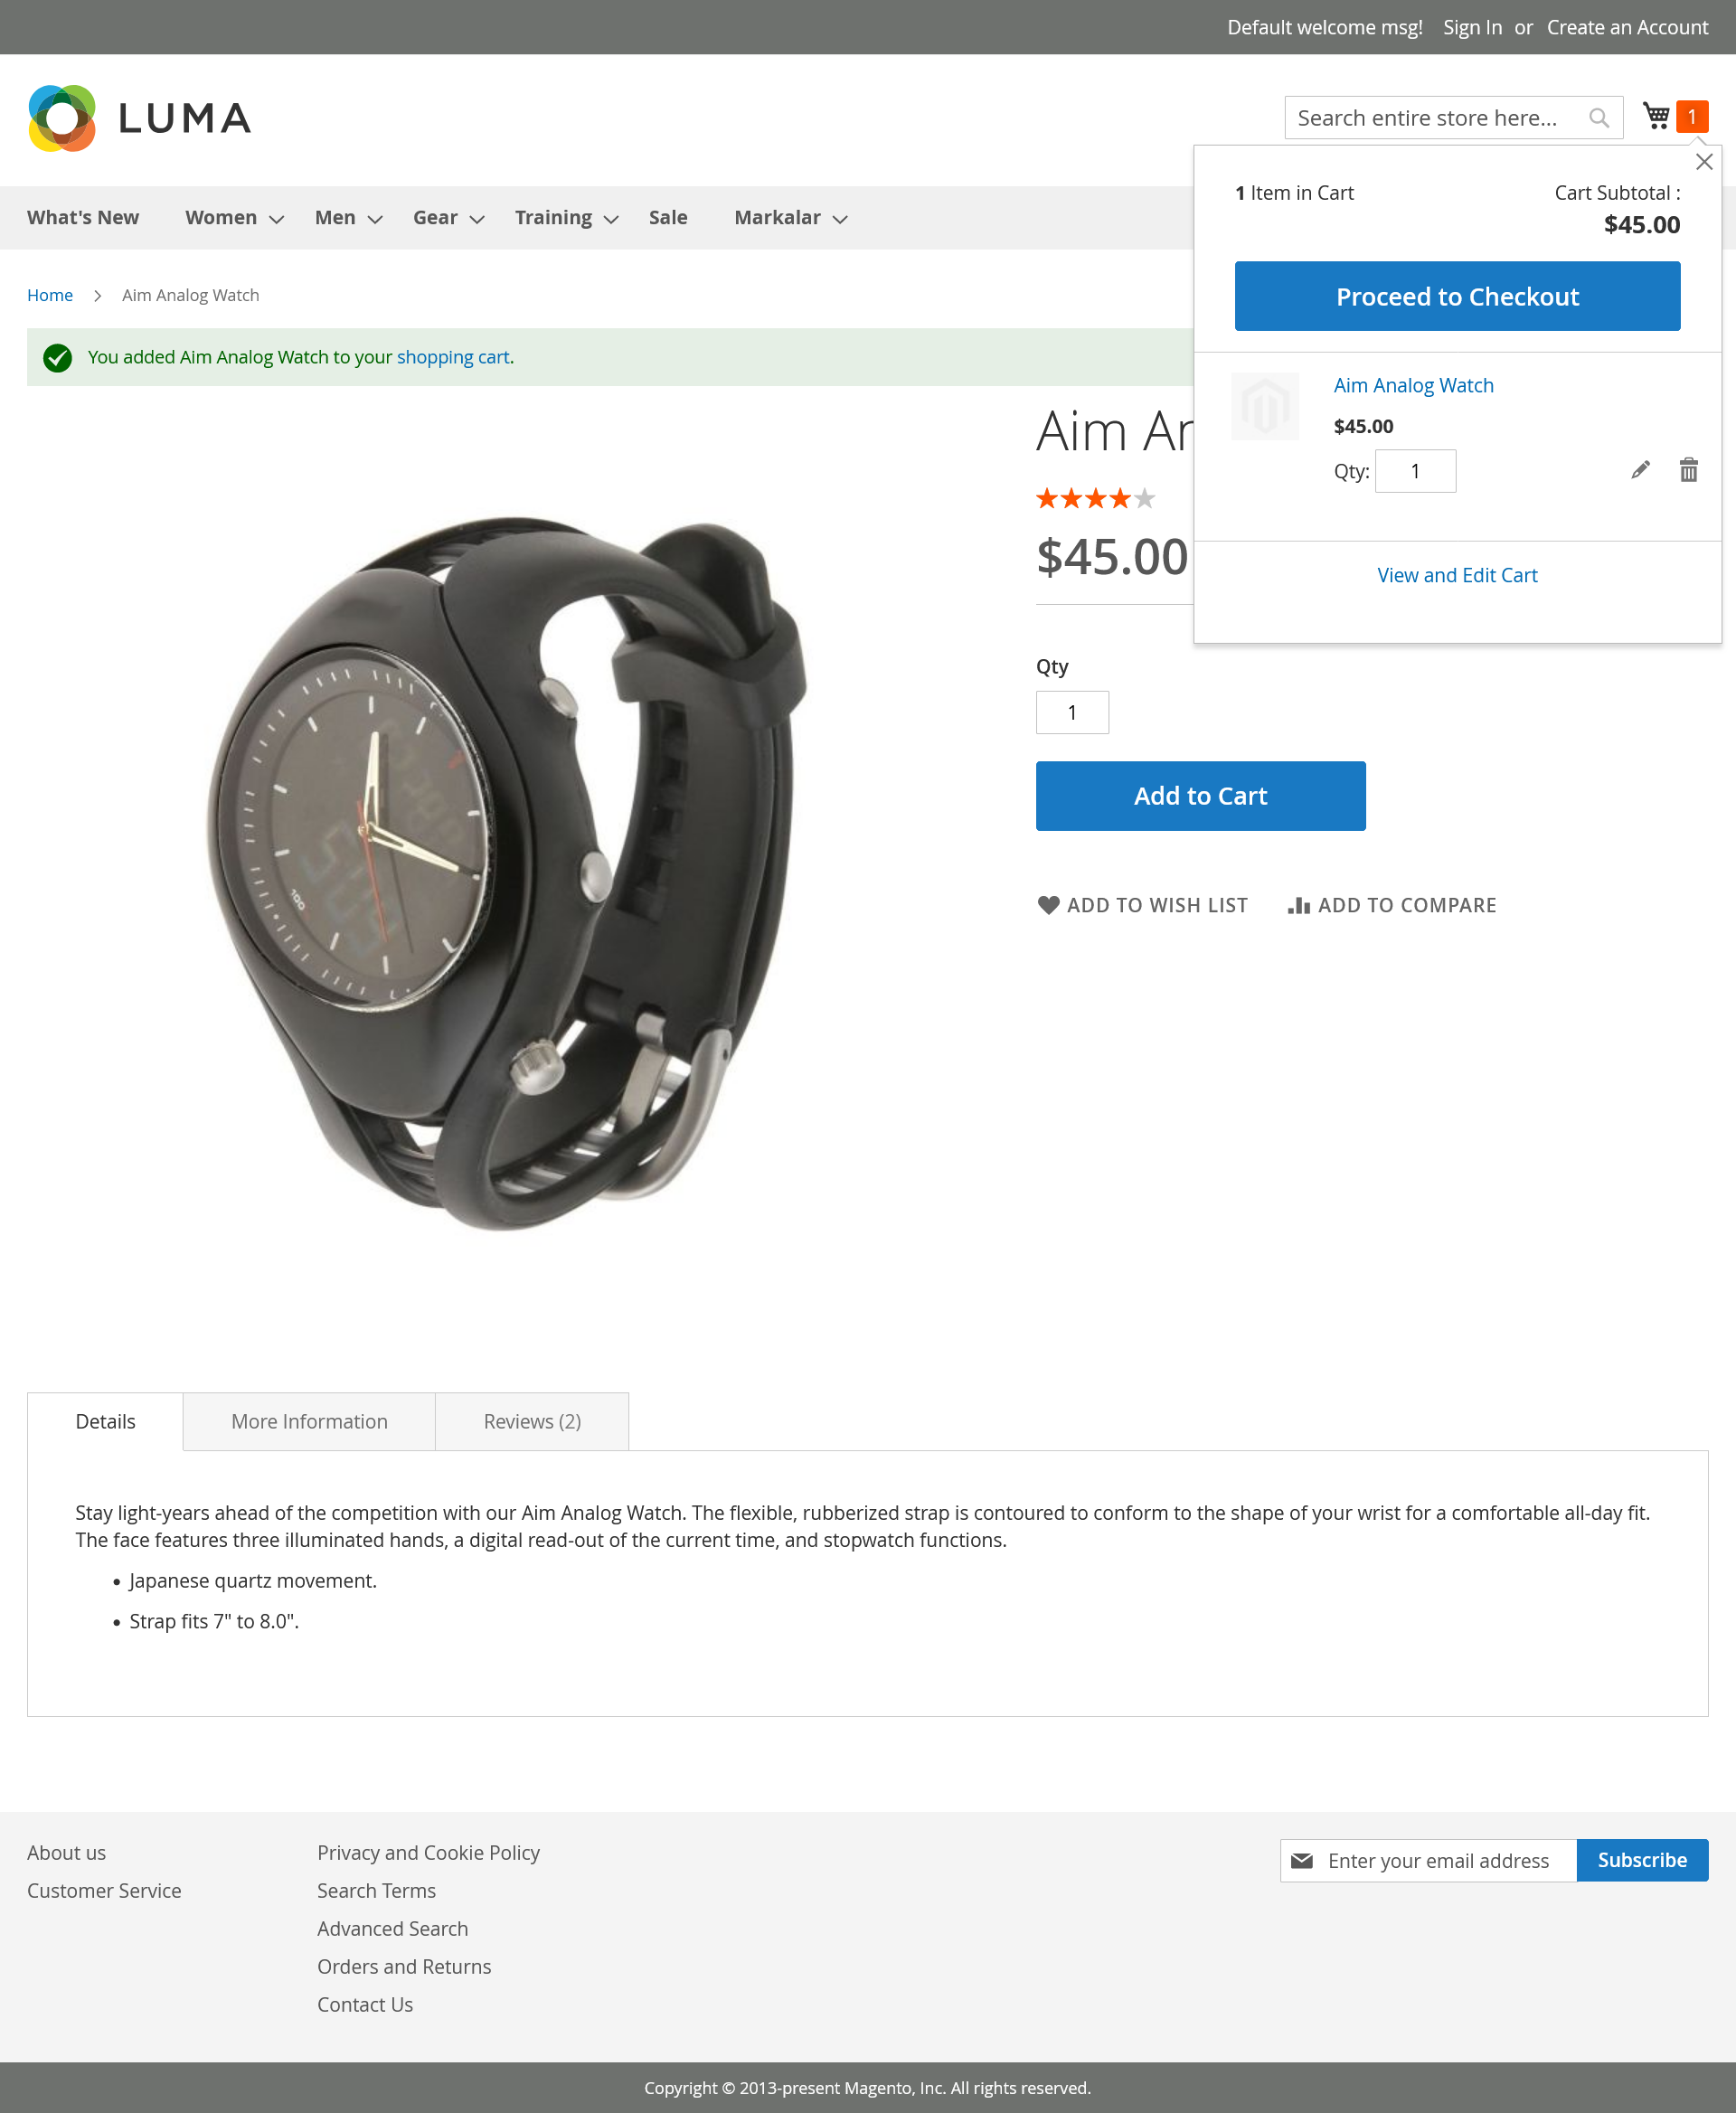 Default welcome msg! Sign In or Create an Account
LUMA
Search entire store here...
1
What's New Women Men Gear Training Sale Markalar
1 Item in Cart Cart Subtotal :
$45.00
Proceed to Checkout
Aim Analog Watch
$45.00
Qty: 1
View and Edit Cart
Home Aim Analog Watch
You added Aim Analog Watch to your shopping cart.
Aim An
$45.00
Qty
1
Add to Cart
ADD TO WISH LIST ADD TO COMPARE
100
Details More Information Reviews (2)
Stay light-years ahead of the competition with our Aim Analog Watch. The flexible, rubberized strap is contoured to conform to the shape of your wrist for a comfortable all-day fit.
The face features three illuminated hands, a digital read-out of the current time, and stopwatch functions.
• Japanese quartz movement.
• Strap fits 7" to 8.0".
About us
Customer Service
Privacy and Cookie Policy
Search Terms
Advanced Search
Orders and Returns
Contact Us
Enter your email address Subscribe
Copyright © 2013-present Magento, Inc. All rights reserved.